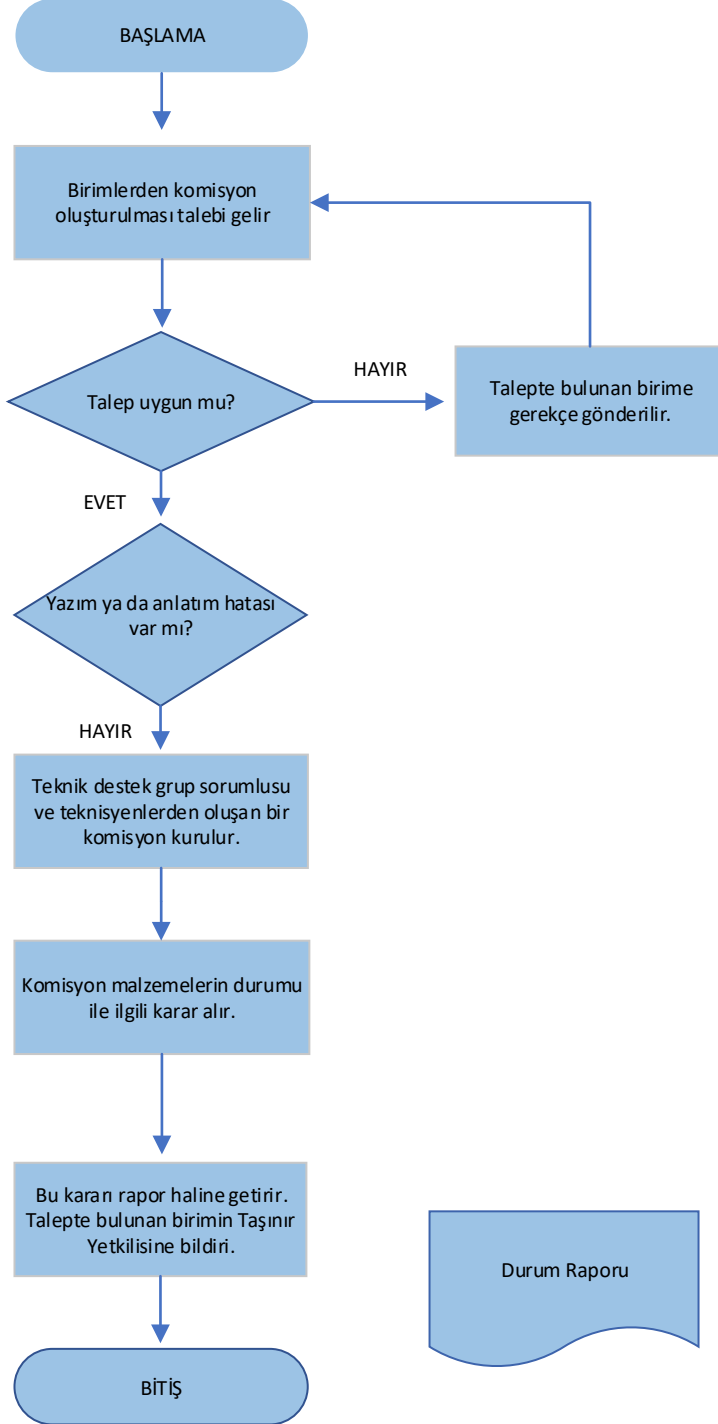 BAŞLAMA
Birimlerden komisyon
oluşturulması talebi gelir
Talep uygun mu?
HAYIR
Talepte bulunan birime
gerekçe gönderilir.
EVET
Yazım ya da anlatım hatası
var mı?
HAYIR
Teknik destek grup sorumlusu
ve teknisyenlerden oluşan bir
komisyon kurulur.
Komisyon malzemelerin durumu
ile ilgili karar alır.
Bu kararı rapor haline getirir.
Talepte bulunan birimin Taşınır
Yetkilisine bildiri.
Durum Raporu
BİTİŞ